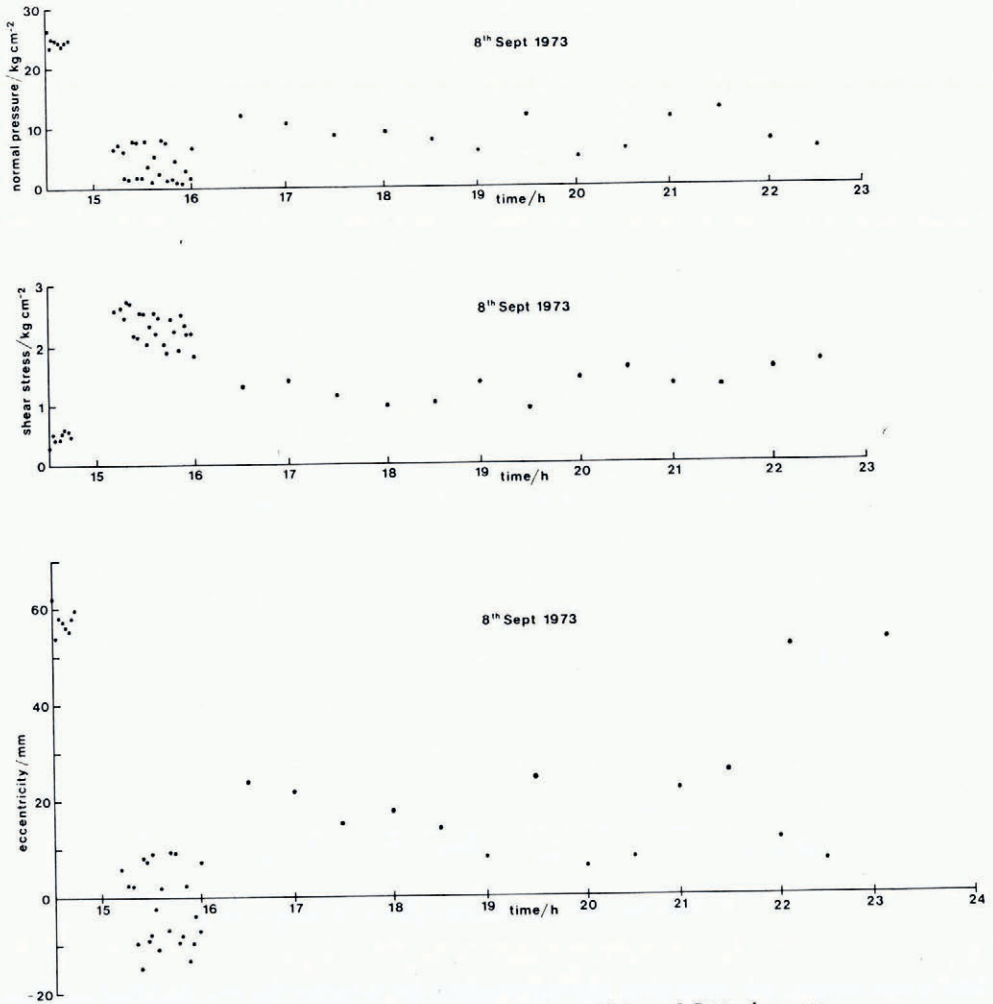 30
20
10
0
normal pressure/kg cm⁻²
8ᵗʰ Sept 1973
15 16 17 18 19 20 21 22 23
time/h
3
2
1
0
shear stress/kg cm⁻²
8ᵗʰ Sept 1973
15 16 17 18 19 20 21 22 23
time/h
60
40
20
0
-20
eccentricity/mm
8ᵗʰ Sept 1973
15 16 17 18 19 20 21 22 23 24
time/h